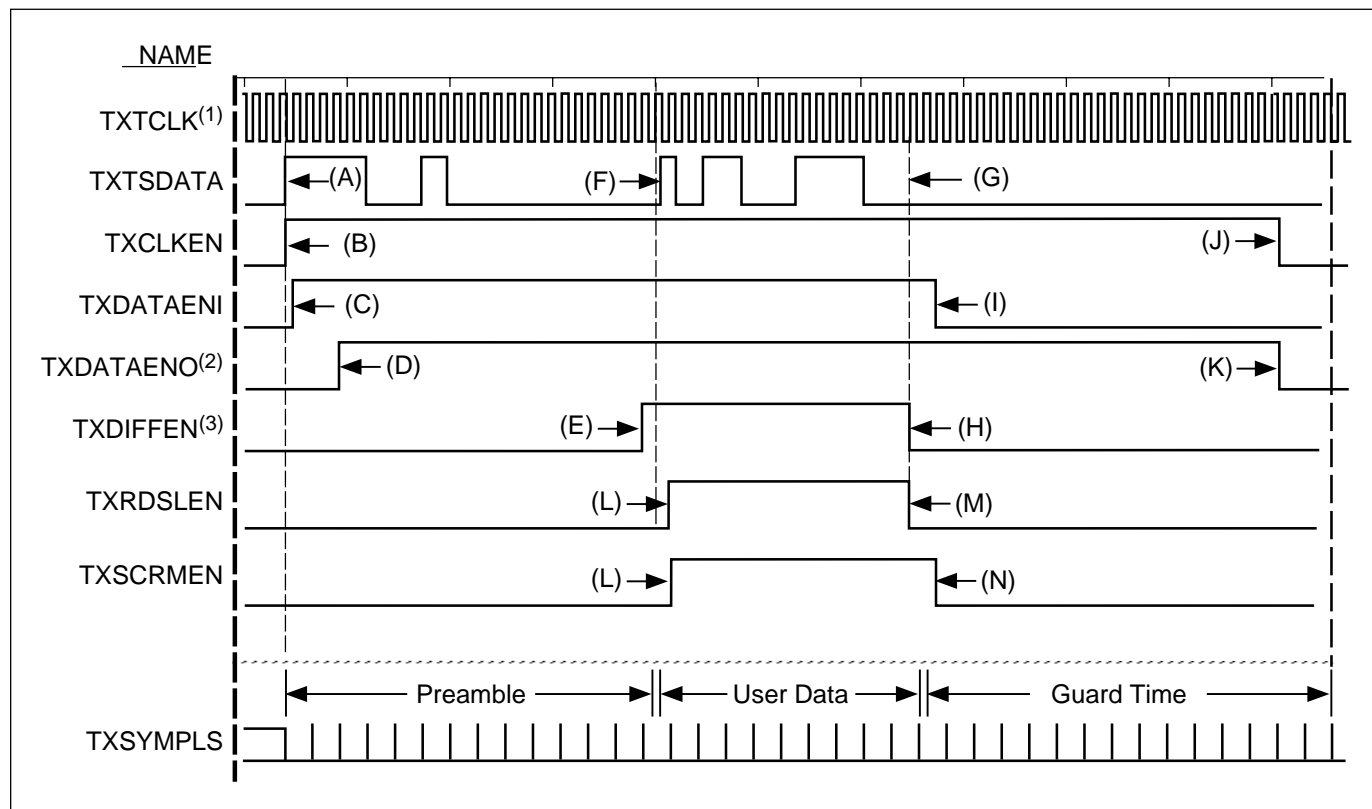 NAME
TXTCLK(1)
TXTSDATA (A) (F) (G)
TXCLKEN (B) (J)
TXDATAENI (C) (I)
TXDATAENO(2) (D) (K)
TXDIFFEN(3) (E) (H)
TXRDSLEN (L) (M)
TXSCRMEN (L) (N)
Preamble User Data Guard Time
TXSYMPLS